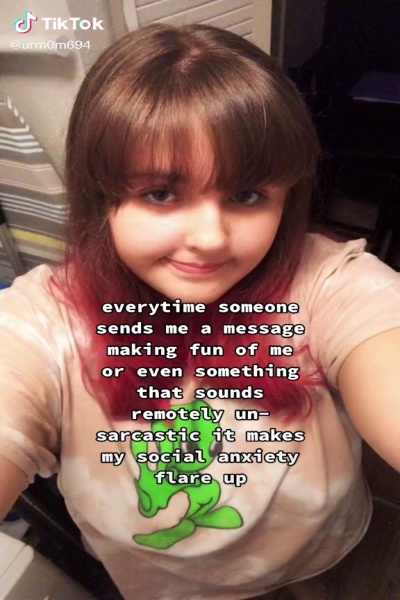 TikTok
@urm0m694
everytime someone
sends me a message
making fun of me
or even something
that sounds
remotely un-
sarcastic it makes
my social anxiety
flare up